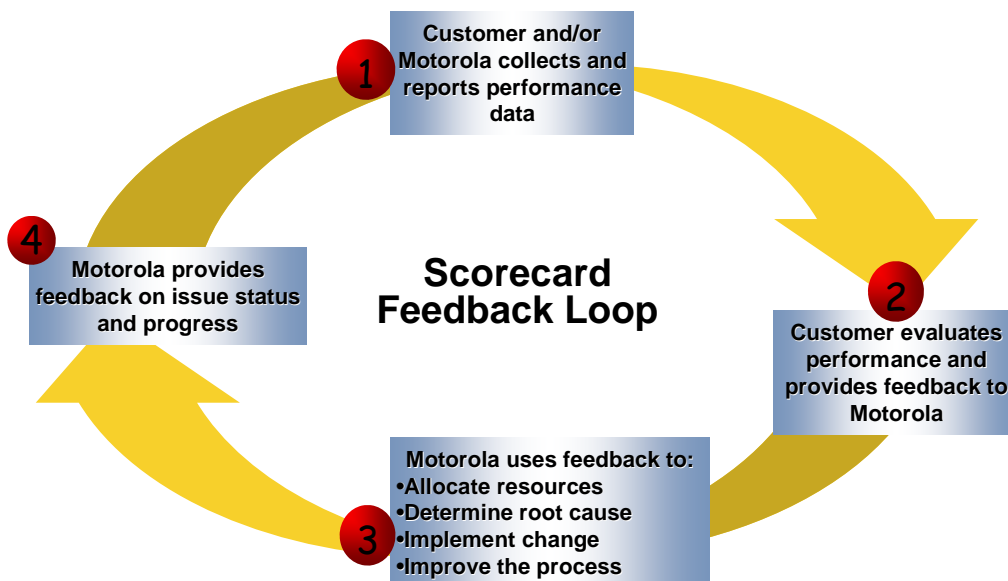 1
Customer and/or
Motorola collects and
reports performance
data
4
Motorola provides
feedback on issue status
and progress
Scorecard
Feedback Loop
2
Customer evaluates
performance and
provides feedback to
Motorola
3
Motorola uses feedback to:
•Allocate resources
•Determine root cause
•Implement change
•Improve the process